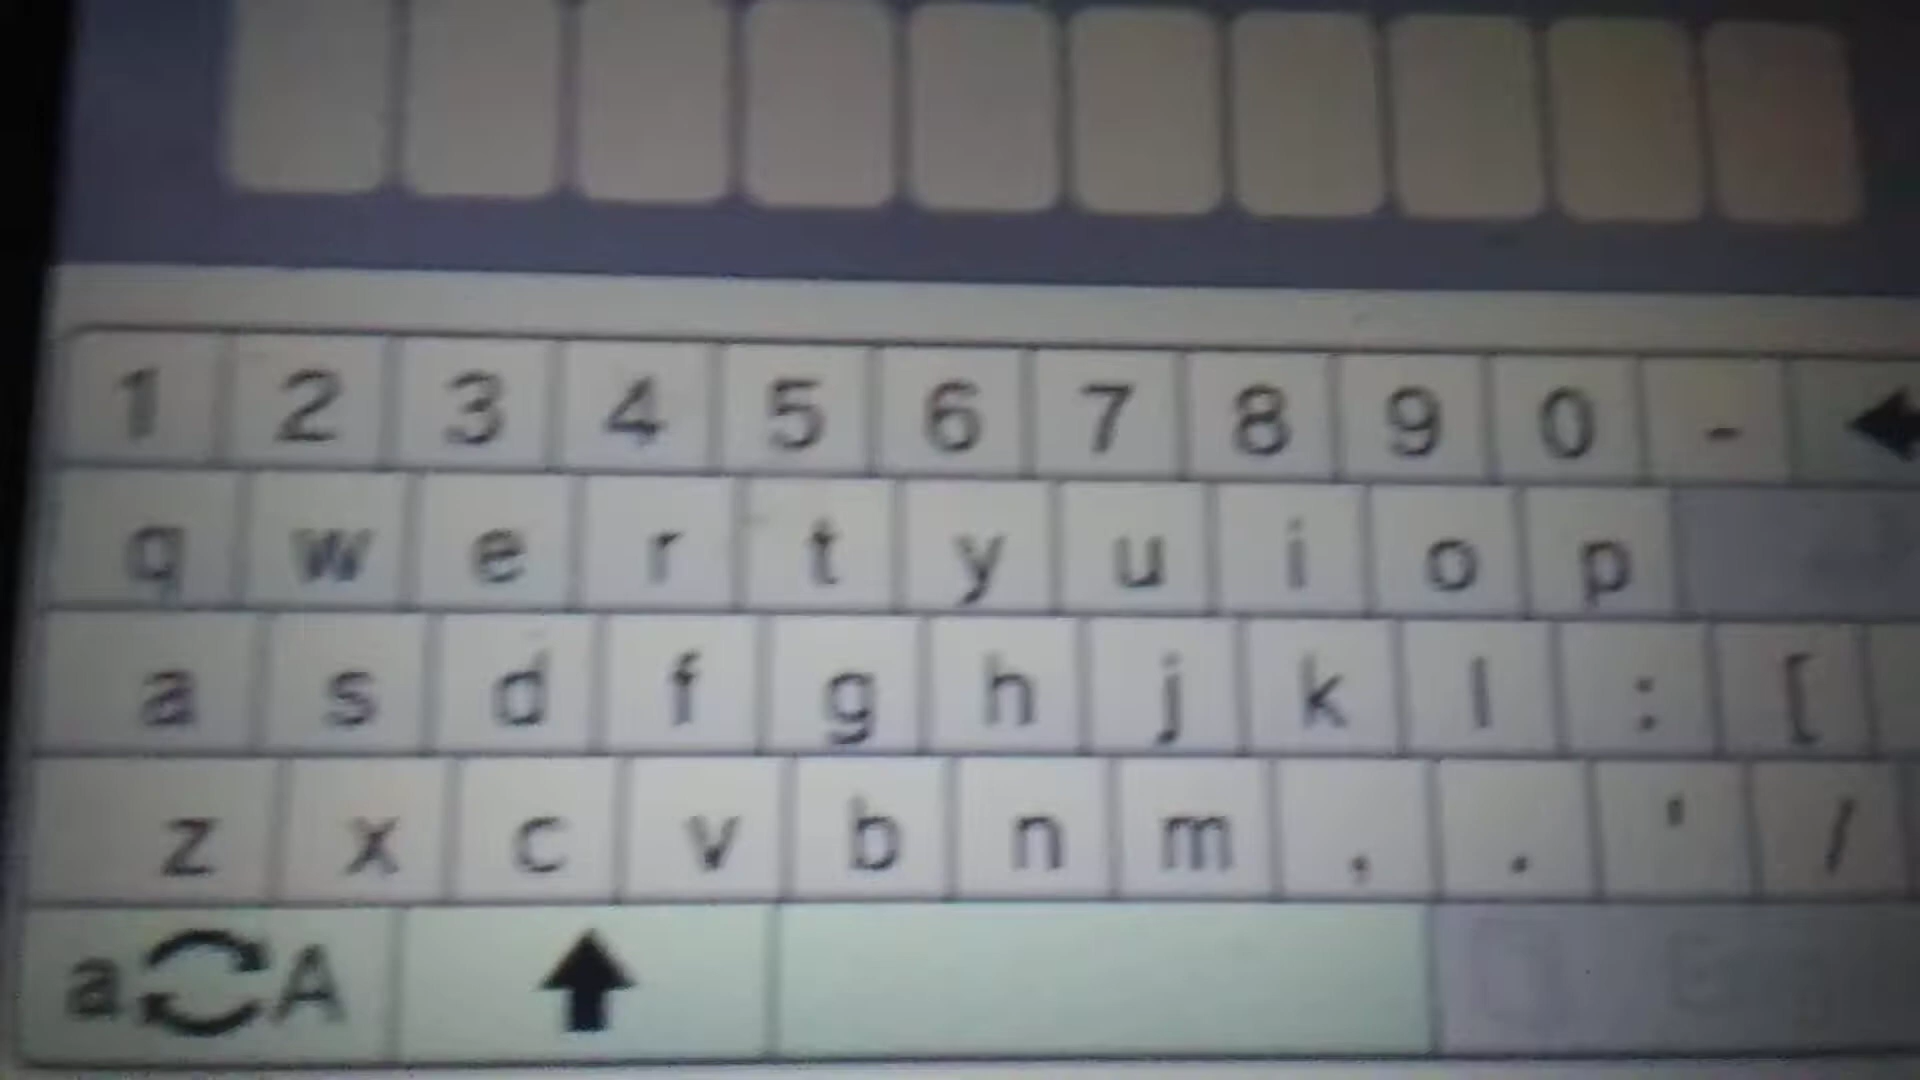 1 2 3 4 5 6 7 8 9 0 -
q w e r t y u i o p
a s d f g h j k l : [
z x c v b n m , . ' /
a A